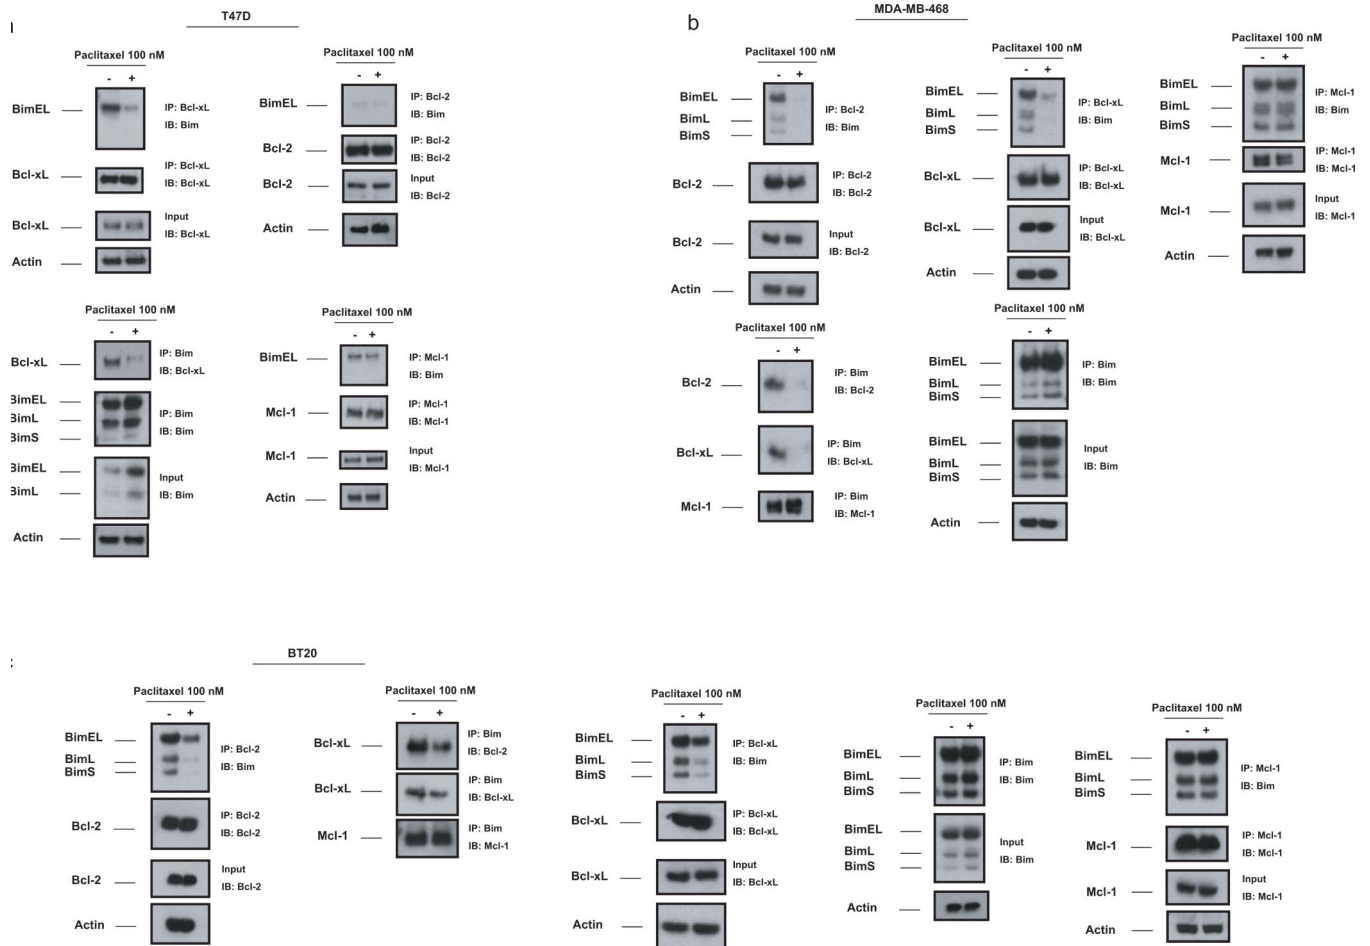 T47D
Paclitaxel 100 nM
- +
BimEL
IP: Bcl-xL
IB: Bim
Bcl-xL
IP: Bcl-xL
IB: Bcl-xL
Bcl-xL
Input
IB: Bcl-xL
Actin
Paclitaxel 100 nM
- +
BimEL
IP: Bcl-2
IB: Bim
Bcl-2
IP: Bcl-2
IB: Bcl-2
Bcl-2
Input
IB: Bcl-2
Actin
Paclitaxel 100 nM
- +
Bcl-xL
IP: Bim
IB: Bcl-xL
BimEL
BimL
BimS
IP: Bim
IB: Bim
BimEL
BimL
Input
IB: Bim
Actin
Paclitaxel 100 nM
- +
BimEL
IP: Mcl-1
IB: Bim
Mcl-1
IP: Mcl-1
IB: Mcl-1
Mcl-1
Input
IB: Mcl-1
Actin
b
MDA-MB-468
Paclitaxel 100 nM
- +
BimEL
BimL
BimS
IP: Bcl-2
IB: Bim
Bcl-2
IP: Bcl-2
IB: Bcl-2
Bcl-2
Input
IB: Bcl-2
Actin
Paclitaxel 100 nM
- +
BimEL
BimL
BimS
IP: Bcl-xL
IB: Bim
Bcl-xL
IP: Bcl-xL
IB: Bcl-xL
Bcl-xL
Input
IB: Bcl-xL
Actin
Paclitaxel 100 nM
- +
BimEL
BimL
BimS
IP: Mcl-1
IB: Bim
Mcl-1
IP: Mcl-1
IB: Mcl-1
Mcl-1
Input
IB: Mcl-1
Actin
Paclitaxel 100 nM
- +
Bcl-2
IP: Bim
IB: Bcl-2
Bcl-xL
IP: Bim
IB: Bcl-xL
Mcl-1
IP: Bim
IB: Mcl-1
Paclitaxel 100 nM
- +
BimEL
BimL
BimS
IP: Bim
IB: Bim
BimEL
BimL
BimS
Input
IB: Bim
Actin
BT20
Paclitaxel 100 nM
- +
BimEL
BimL
BimS
IP: Bcl-2
IB: Bim
Bcl-2
IP: Bcl-2
IB: Bcl-2
Bcl-2
Input
IB: Bcl-2
Actin
Paclitaxel 100 nM
- +
Bcl-xL
IP: Bim
IB: Bcl-2
Bcl-xL
IP: Bim
IB: Bcl-xL
Mcl-1
IP: Bim
IB: Mcl-1
Paclitaxel 100 nM
- +
BimEL
BimL
BimS
IP: Bcl-xL
IB: Bim
Bcl-xL
IP: Bcl-xL
IB: Bcl-xL
Bcl-xL
Input
IB: Bcl-xL
Actin
Paclitaxel 100 nM
- +
BimEL
BimL
BimS
IP: Bim
IB: Bim
BimEL
BimL
BimS
Input
IB: Bim
Actin
Paclitaxel 100 nM
- +
BimEL
BimL
BimS
IP: Mcl-1
IB: Bim
Mcl-1
IP: Mcl-1
IB: Mcl-1
Mcl-1
Input
IB: Mcl-1
Actin